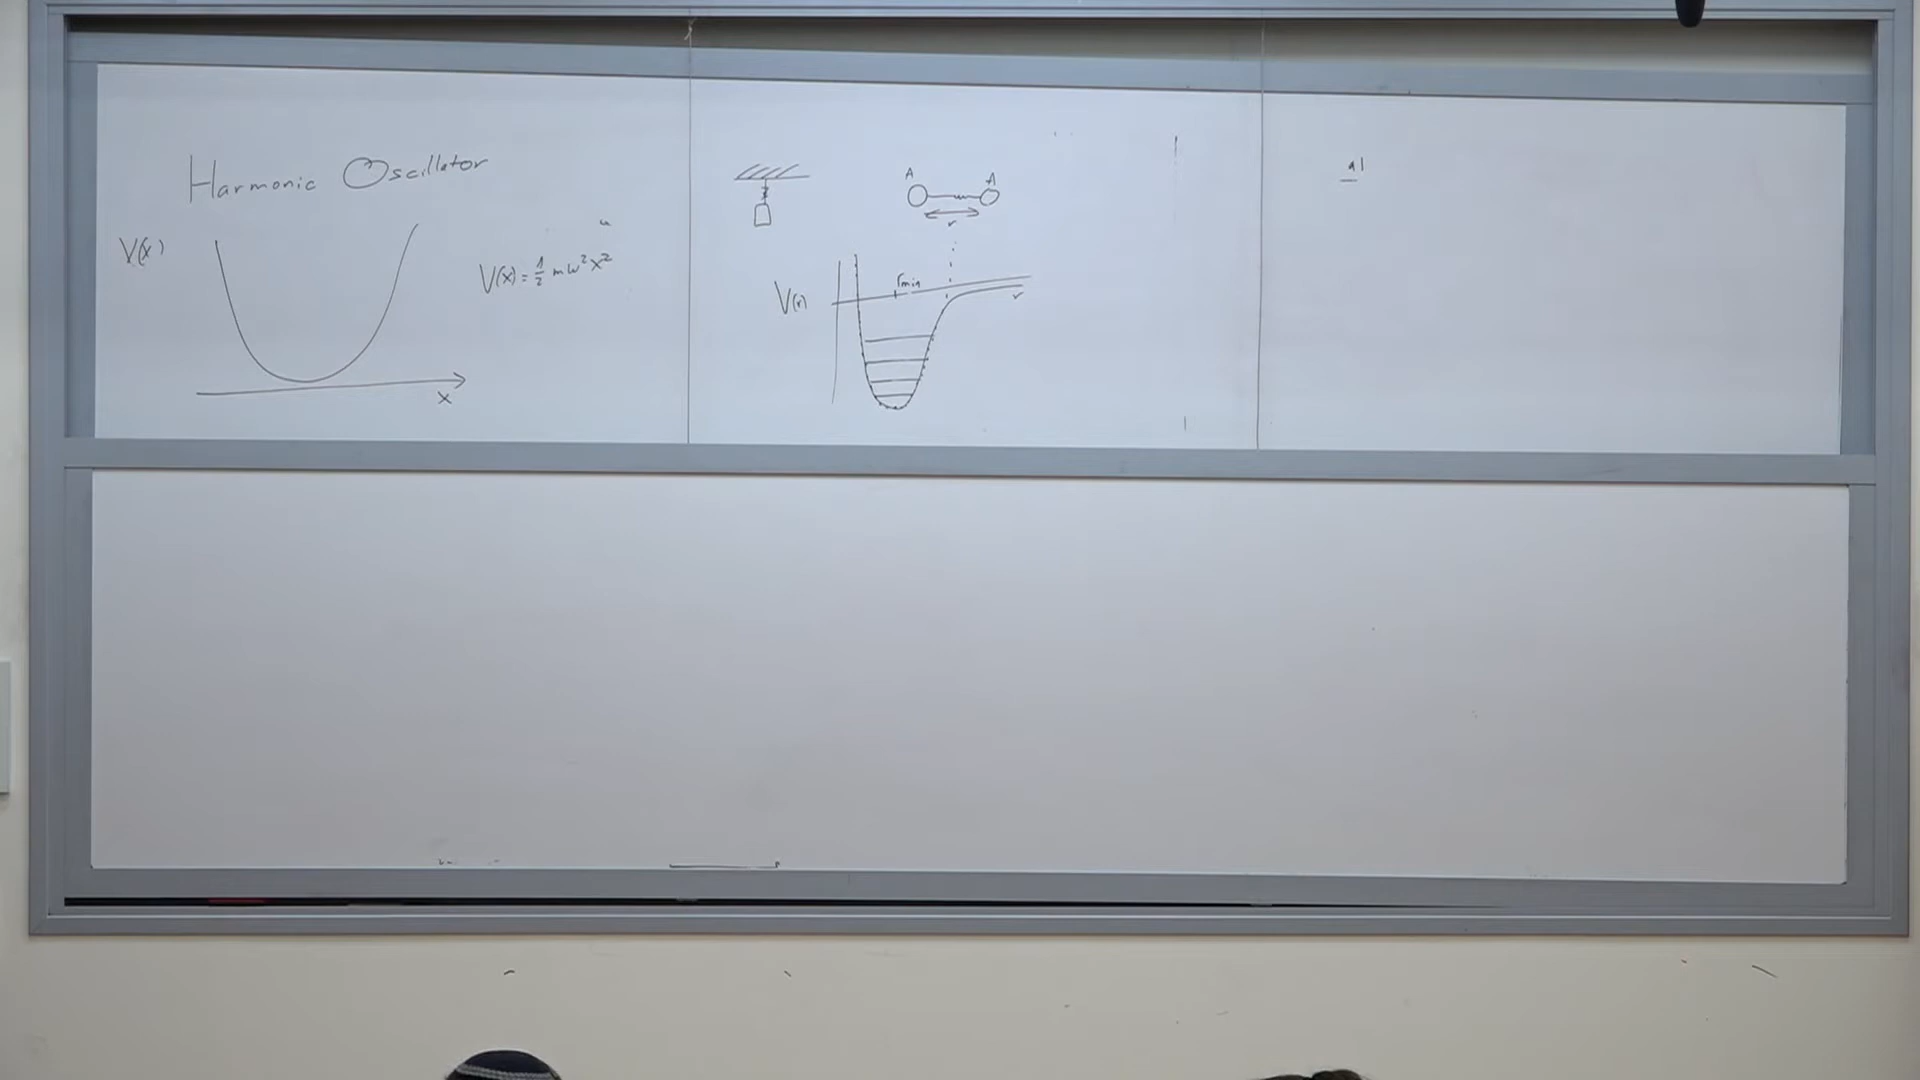 Harmonic Oscillator
V(x)
V(x) = 1/2 mω²x²
x
A
A
r
V(r)
rmin
r